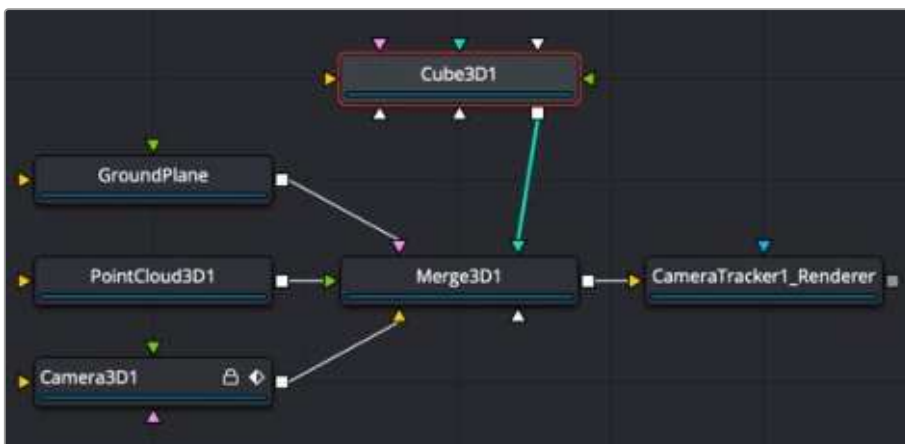 Cube3D1
GroundPlane
PointCloud3D1
Merge3D1
CameraTracker1_Renderer
Camera3D1